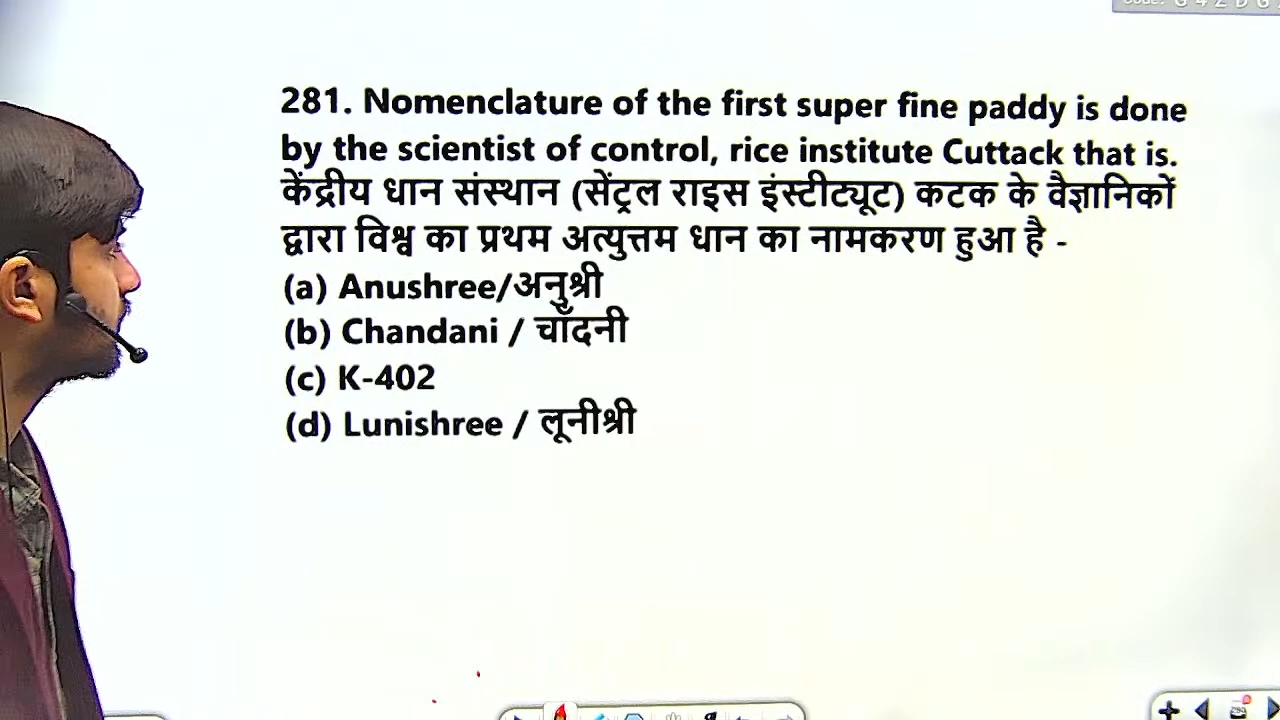 281. Nomenclature of the first super fine paddy is done
by the scientist of control, rice institute Cuttack that is.
केंद्रीय धान संस्थान (सेंट्रल राइस इंस्टीट्यूट) कटक के वैज्ञानिकों
द्वारा विश्व का प्रथम अत्युत्तम धान का नामकरण हुआ है -
(a) Anushree/अनुश्री
(b) Chandani / चाँदनी
(c) K-402
(d) Lunishree / लूनीश्री